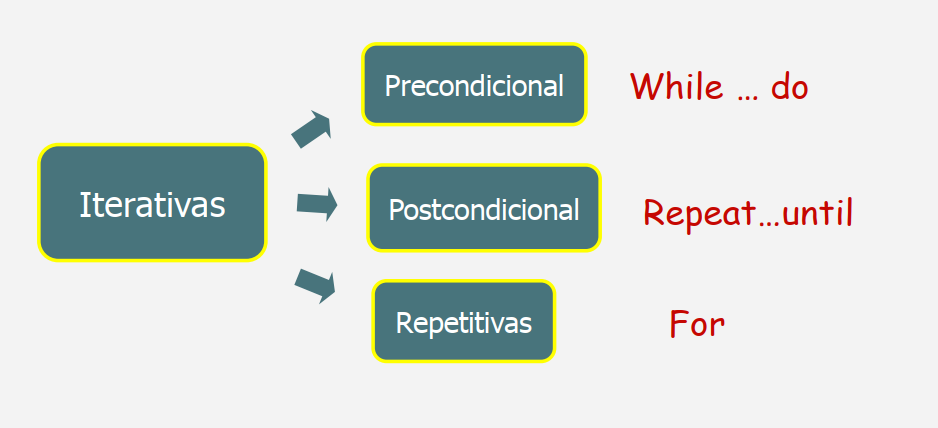 Iterativas
Precondicional
While ... do
Postcondicional
Repeat...until
Repetitivas
For